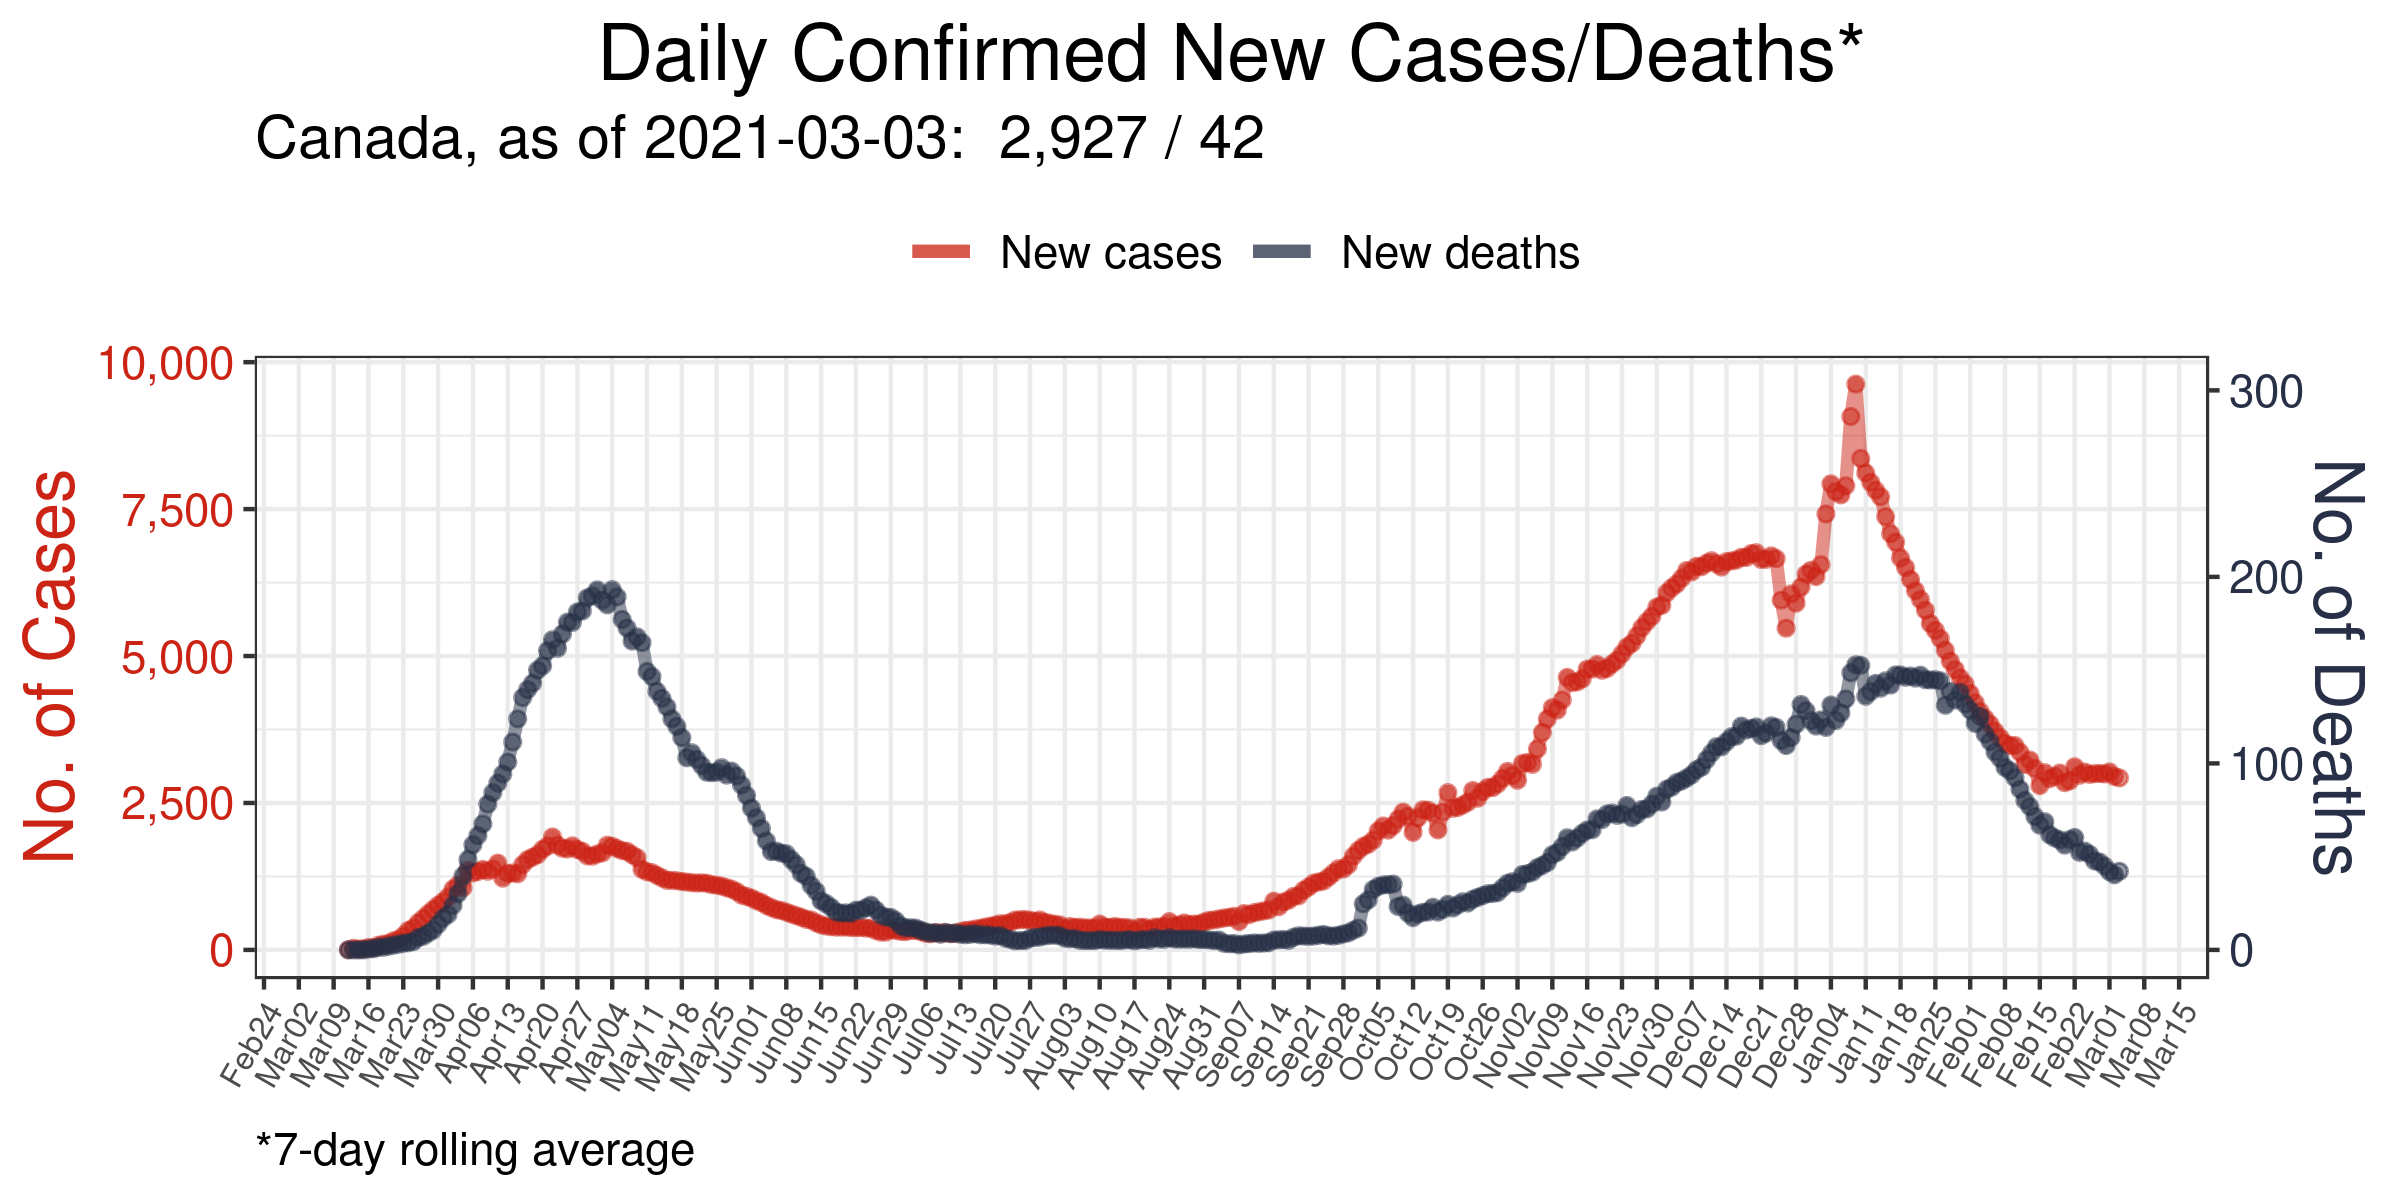 Daily Confirmed New Cases/Deaths*
Canada, as of 2021-03-03:  2,927 / 42
New cases
New deaths
No. of Cases
10,000
7,500
5,000
2,500
0
300
200
100
0
No. of Deaths
Feb24
Mar02
Mar09
Mar16
Mar23
Mar30
Apr06
Apr13
Apr20
Apr27
May04
May11
May18
May25
Jun01
Jun08
Jun15
Jun22
Jun29
Jul06
Jul13
Jul20
Jul27
Aug03
Aug10
Aug17
Aug24
Aug31
Sep07
Sep14
Sep21
Sep28
Oct05
Oct12
Oct19
Oct26
Nov02
Nov09
Nov16
Nov23
Nov30
Dec07
Dec14
Dec21
Dec28
Jan04
Jan11
Jan18
Jan25
Feb01
Feb08
Feb15
Feb22
Mar01
Mar08
Mar15
*7-day rolling average